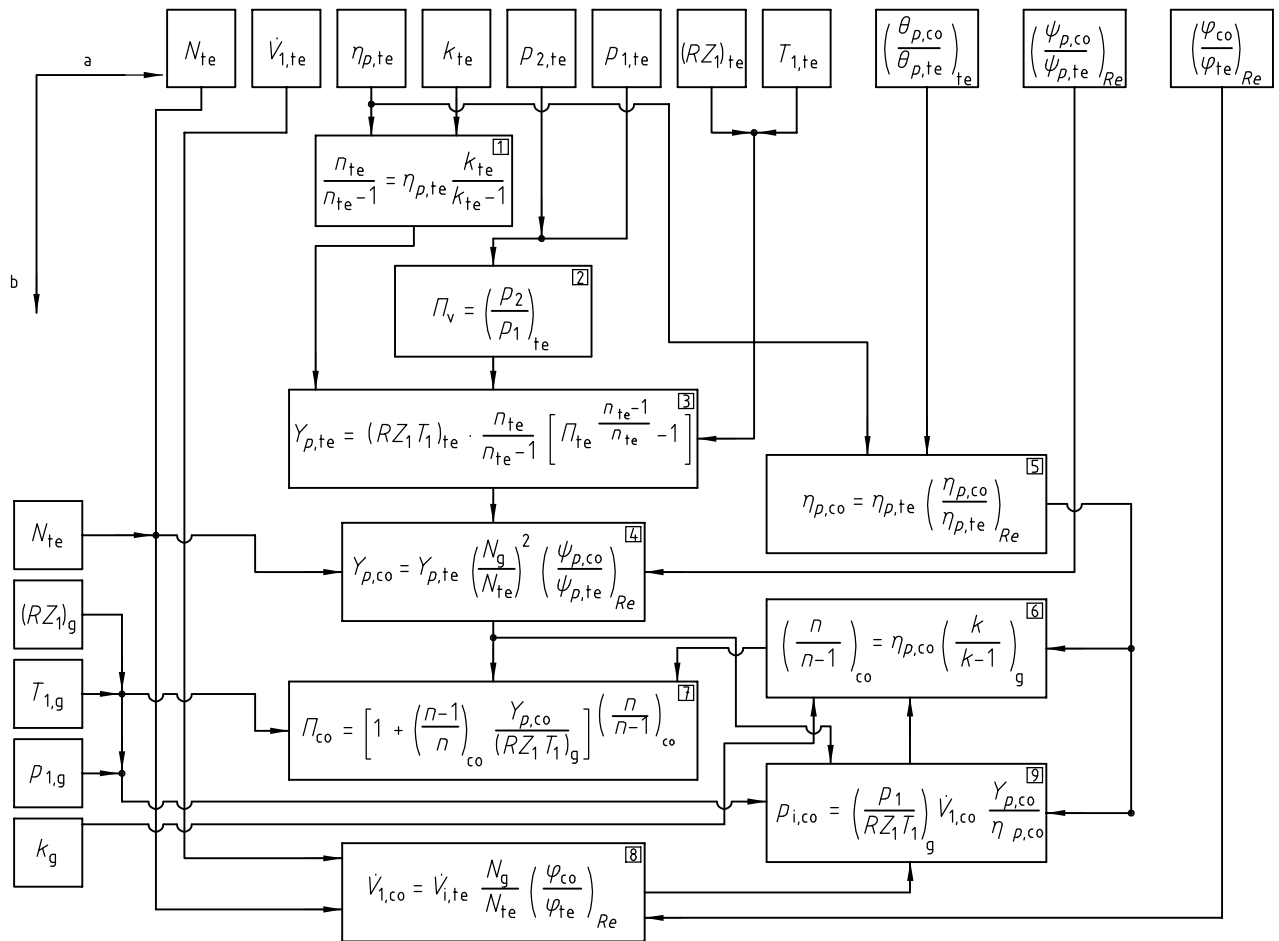 N_te V̇_1,te η_p,te k_te p_2,te p_1,te (RZ_1)_te T_1,te (θ_p,co/θ_p,te)_te (ψ_p,co/ψ_p,te)_Re (φ_co/φ_te)_Re
a
b
1
n_te/(n_te-1) = η_p,te k_te/(k_te-1)
2
Π_v = (p_2/p_1)_te
3
Y_p,te = (RZ_1 T_1)_te · n_te/(n_te-1) [Π_te^((n_te-1)/n_te) -1]
5
η_p,co = η_p,te (η_p,co/η_p,te)_Re
N_te
4
Y_p,co = Y_p,te (N_g/N_te)^2 (ψ_p,co/ψ_p,te)_Re
(RZ_1)_g
6
(n/(n-1))_co = η_p,co (k/(k-1))_g
T_1,g
7
Π_co = [1 + ((n-1)/n)_co Y_p,co/(RZ_1 T_1)_g]^(n/(n-1))_co
p_1,g
9
p_i,co = (p_1/(RZ_1 T_1))_g V̇_1,co Y_p,co/η_p,co
k_g
8
V̇_1,co = V̇_i,te N_g/N_te (φ_co/φ_te)_Re